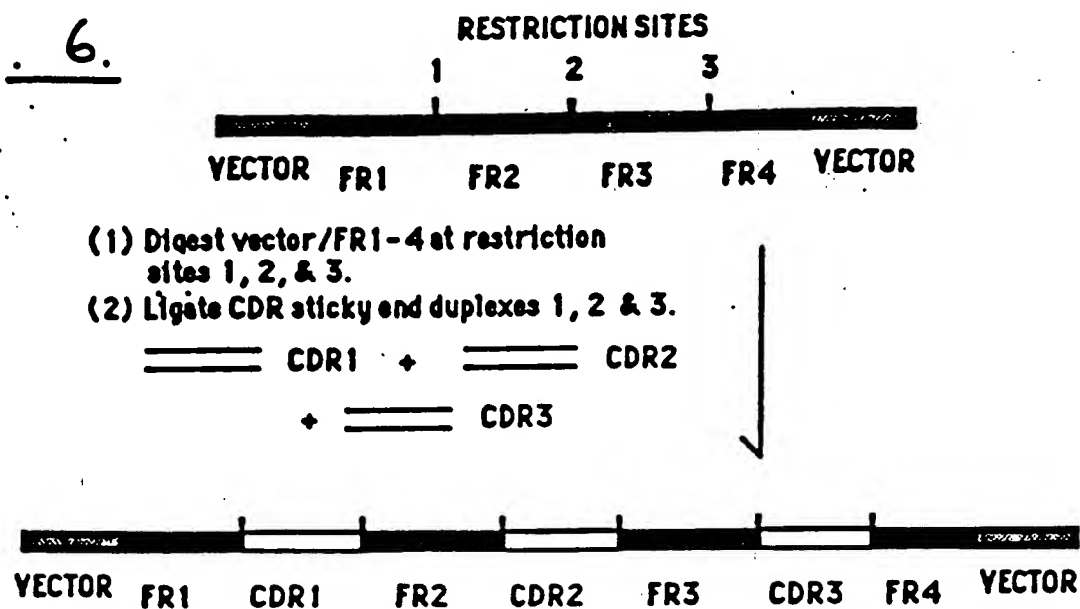 . 6.
RESTRICTION SITES
1 2 3
VECTOR FR1 FR2 FR3 FR4 VECTOR
(1) Digest vector/FR1-4 at restriction
sites 1, 2, & 3.
(2) Ligate CDR sticky end duplexes 1, 2 & 3.
CDR1 + CDR2
+ CDR3
VECTOR FR1 CDR1 FR2 CDR2 FR3 CDR3 FR4 VECTOR